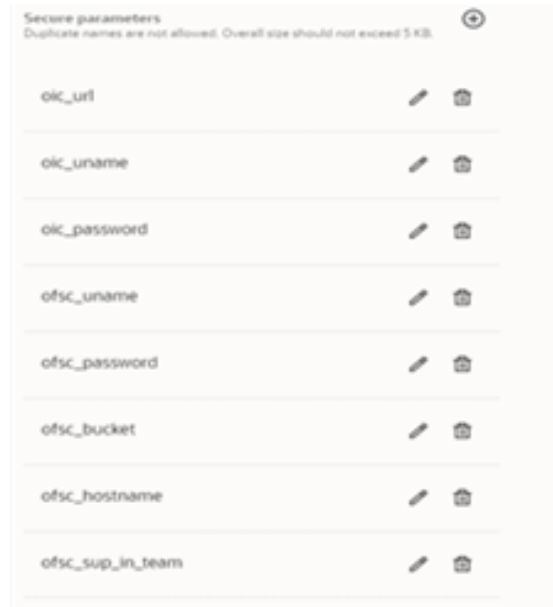 Secure parameters
Duplicate names are not allowed. Overall size should not exceed 5 KB.
oic_url
oic_uname
oic_password
ofsc_uname
ofsc_password
ofsc_bucket
ofsc_hostname
ofsc_sup_in_team